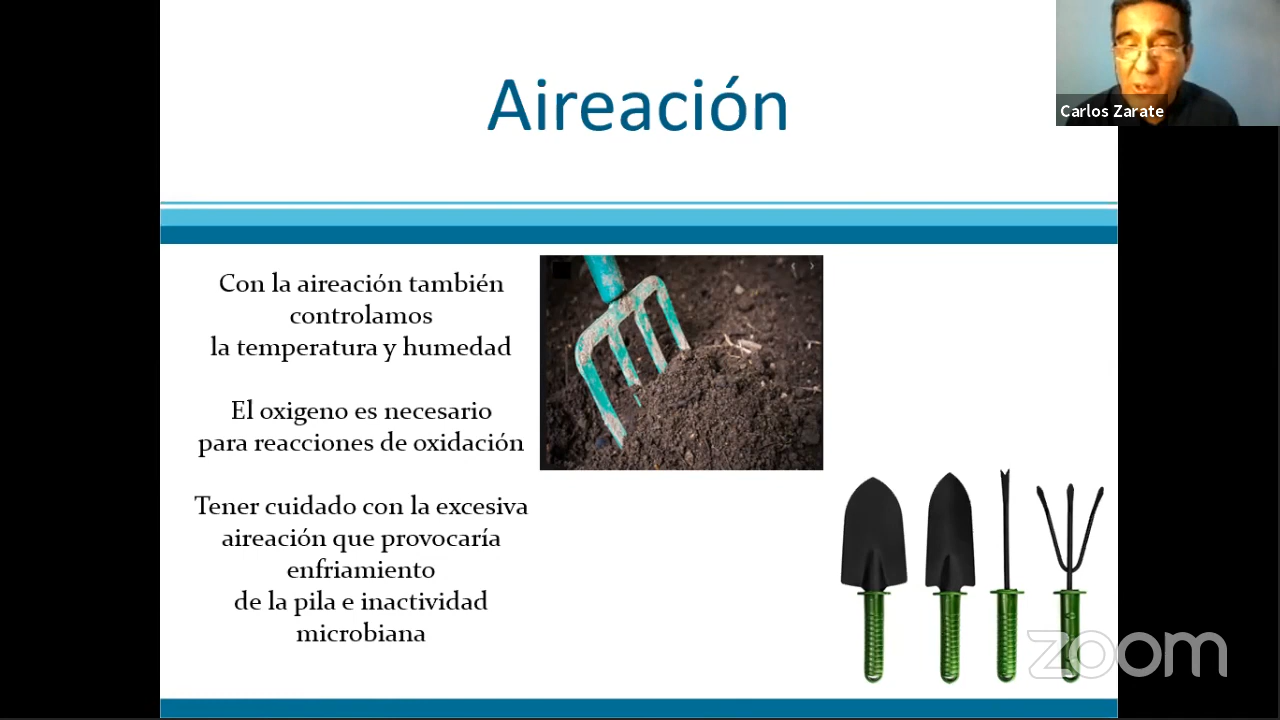 Aireación
Carlos Zarate
Con la aireación también
controlamos
la temperatura y humedad
El oxigeno es necesario
para reacciones de oxidación
Tener cuidado con la excesiva
aireación que provocaría
enfriamiento
de la pila e inactividad
microbiana
zoom